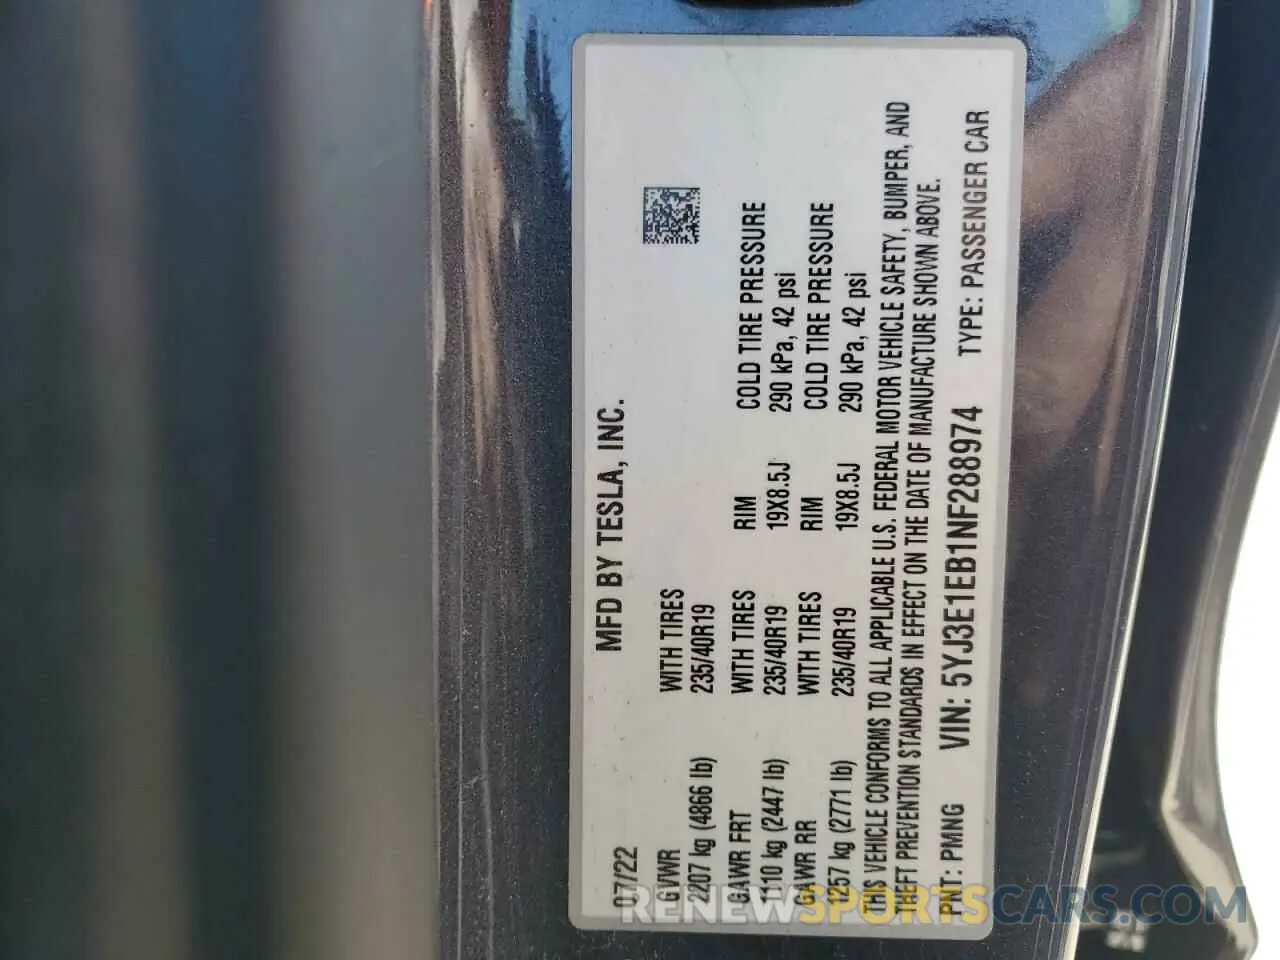 MFD BY TESLA, INC.
07/22
GVWR WITH TIRES
2207 kg (4866 lb) 235/40R19
GAWR FRT WITH TIRES RIM COLD TIRE PRESSURE
1110 kg (2447 lb) 235/40R19 19X8.5J 290 kPa, 42 psi
GAWR RR WITH TIRES RIM COLD TIRE PRESSURE
1257 kg (2771 lb) 235/40R19 19X8.5J 290 kPa, 42 psi
THIS VEHICLE CONFORMS TO ALL APPLICABLE U.S. FEDERAL MOTOR VEHICLE SAFETY, BUMPER, AND
THEFT PREVENTION STANDARDS IN EFFECT ON THE DATE OF MANUFACTURE SHOWN ABOVE.
PNT: PMNG VIN: 5YJ3E1EB1NF288974 TYPE: PASSENGER CAR
RENEWSPORTSCARS.COM